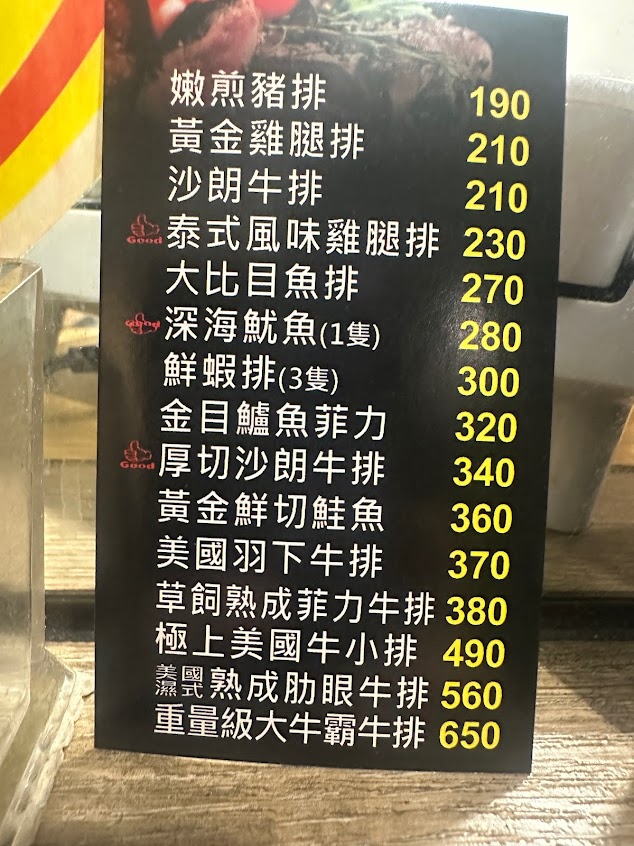 嫩煎豬排 190
黃金雞腿排 210
沙朗牛排 210
Good 泰式風味雞腿排 230
大比目魚排 270
Good 深海魷魚(1隻) 280
鮮蝦排(3隻) 300
金目鱸魚菲力 320
Good 厚切沙朗牛排 340
黃金鮮切鮭魚 360
美國羽下牛排 370
草飼熟成菲力牛排 380
極上美國牛小排 490
美國濕式熟成肋眼牛排 560
重量級大牛霸牛排 650